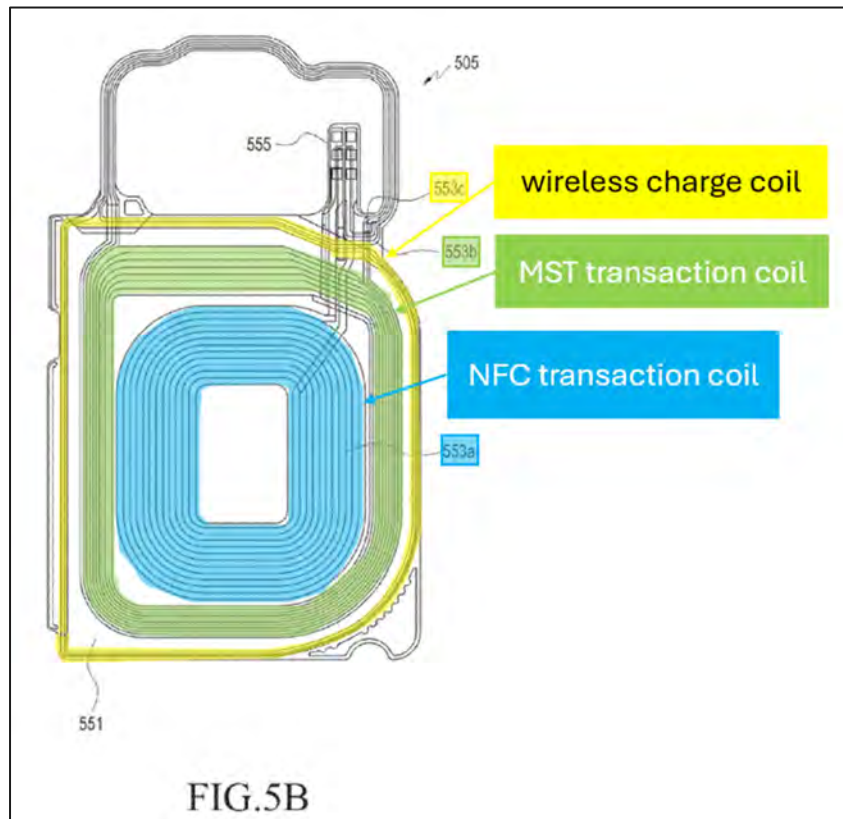 505
555
553c
wireless charge coil
553b
MST transaction coil
NFC transaction coil
553a
551
FIG.5B